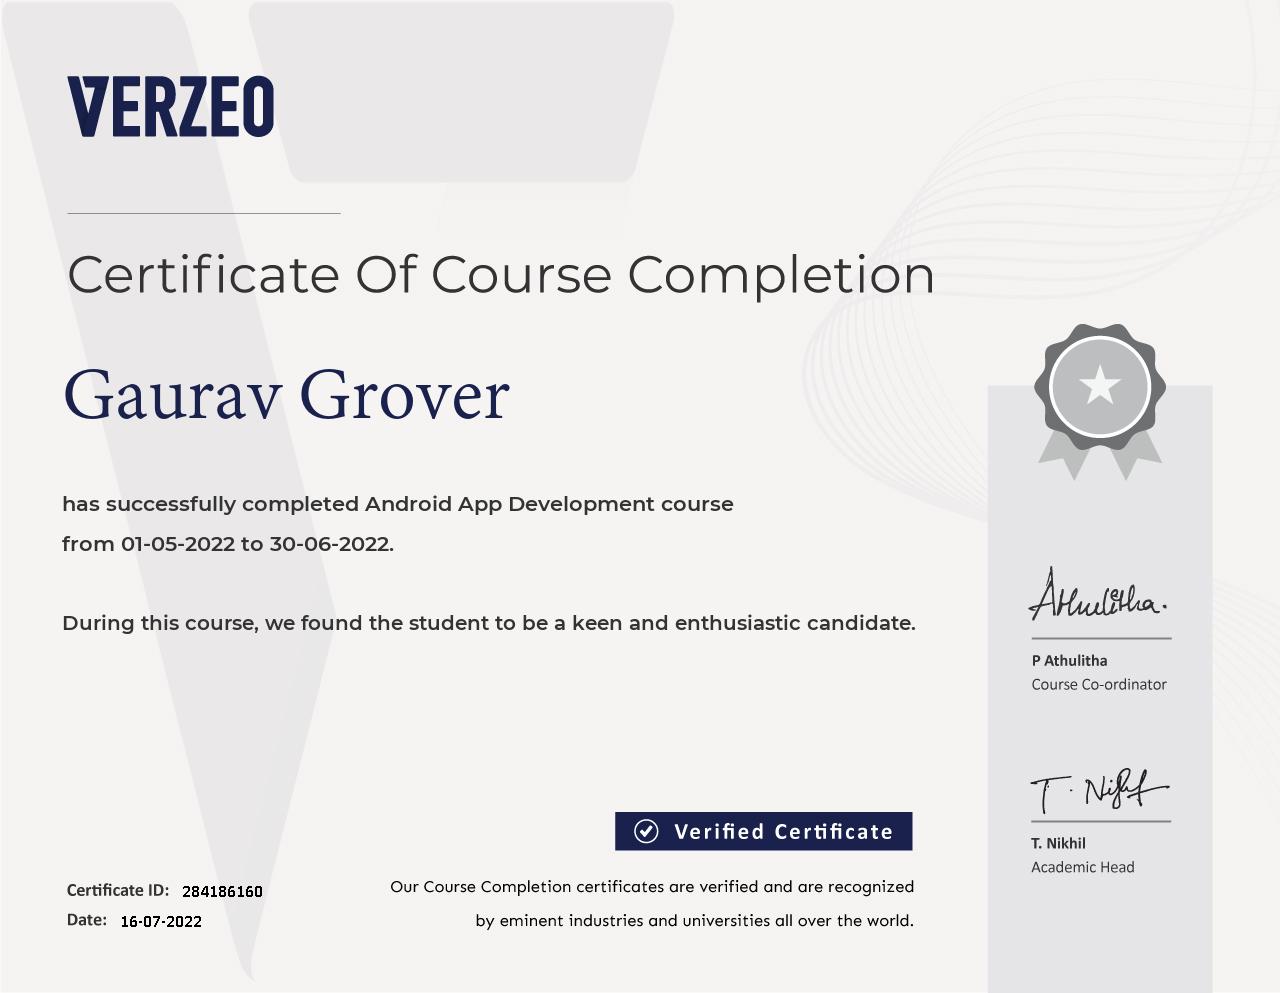 VERZEO
Certificate Of Course Completion
Gaurav Grover
has successfully completed Android App Development course
from 01-05-2022 to 30-06-2022.
During this course, we found the student to be a keen and enthusiastic candidate.
Athulitha.
P Athulitha
Course Co-ordinator
T. Nikhil
T. Nikhil
Academic Head
Verified Certificate
Our Course Completion certificates are verified and are recognized
by eminent industries and universities all over the world.
Certificate ID: 284186160
Date: 16-07-2022